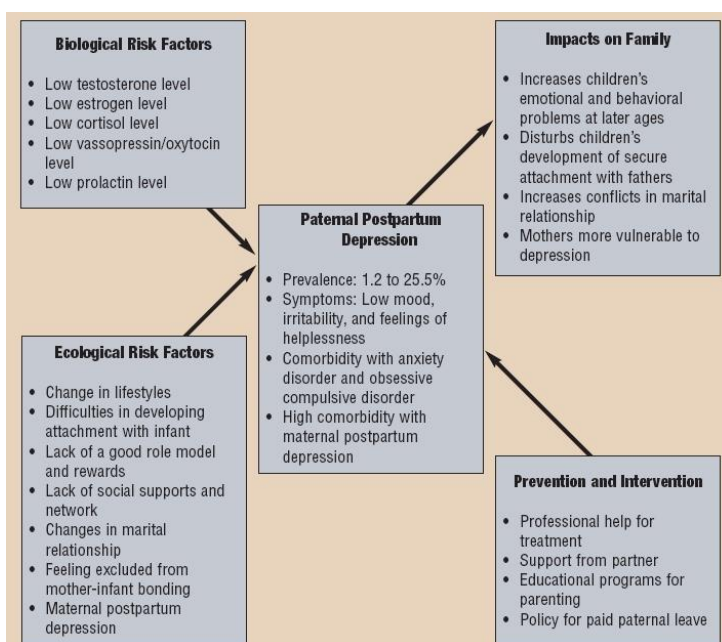 Biological Risk Factors
• Low testosterone level
• Low estrogen level
• Low cortisol level
• Low vassopressin/oxytocin
level
• Low prolactin level
Ecological Risk Factors
• Change in lifestyles
• Difficulties in developing
attachment with infant
• Lack of a good role model
and rewards
• Lack of social supports and
network
• Changes in marital
relationship
• Feeling excluded from
mother-infant bonding
• Maternal postpartum
depression
Paternal Postpartum
Depression
• Prevalence: 1.2 to 25.5%
• Symptoms: Low mood,
irritability, and feelings of
helplessness
• Comorbidity with anxiety
disorder and obsessive
compulsive disorder
• High comorbidity with
maternal postpartum
depression
Impacts on Family
• Increases children's
emotional and behavioral
problems at later ages
• Disturbs children's
development of secure
attachment with fathers
• Increases conflicts in marital
relationship
• Mothers more vulnerable to
depression
Prevention and Intervention
• Professional help for
treatment
• Support from partner
• Educational programs for
parenting
• Policy for paid paternal leave